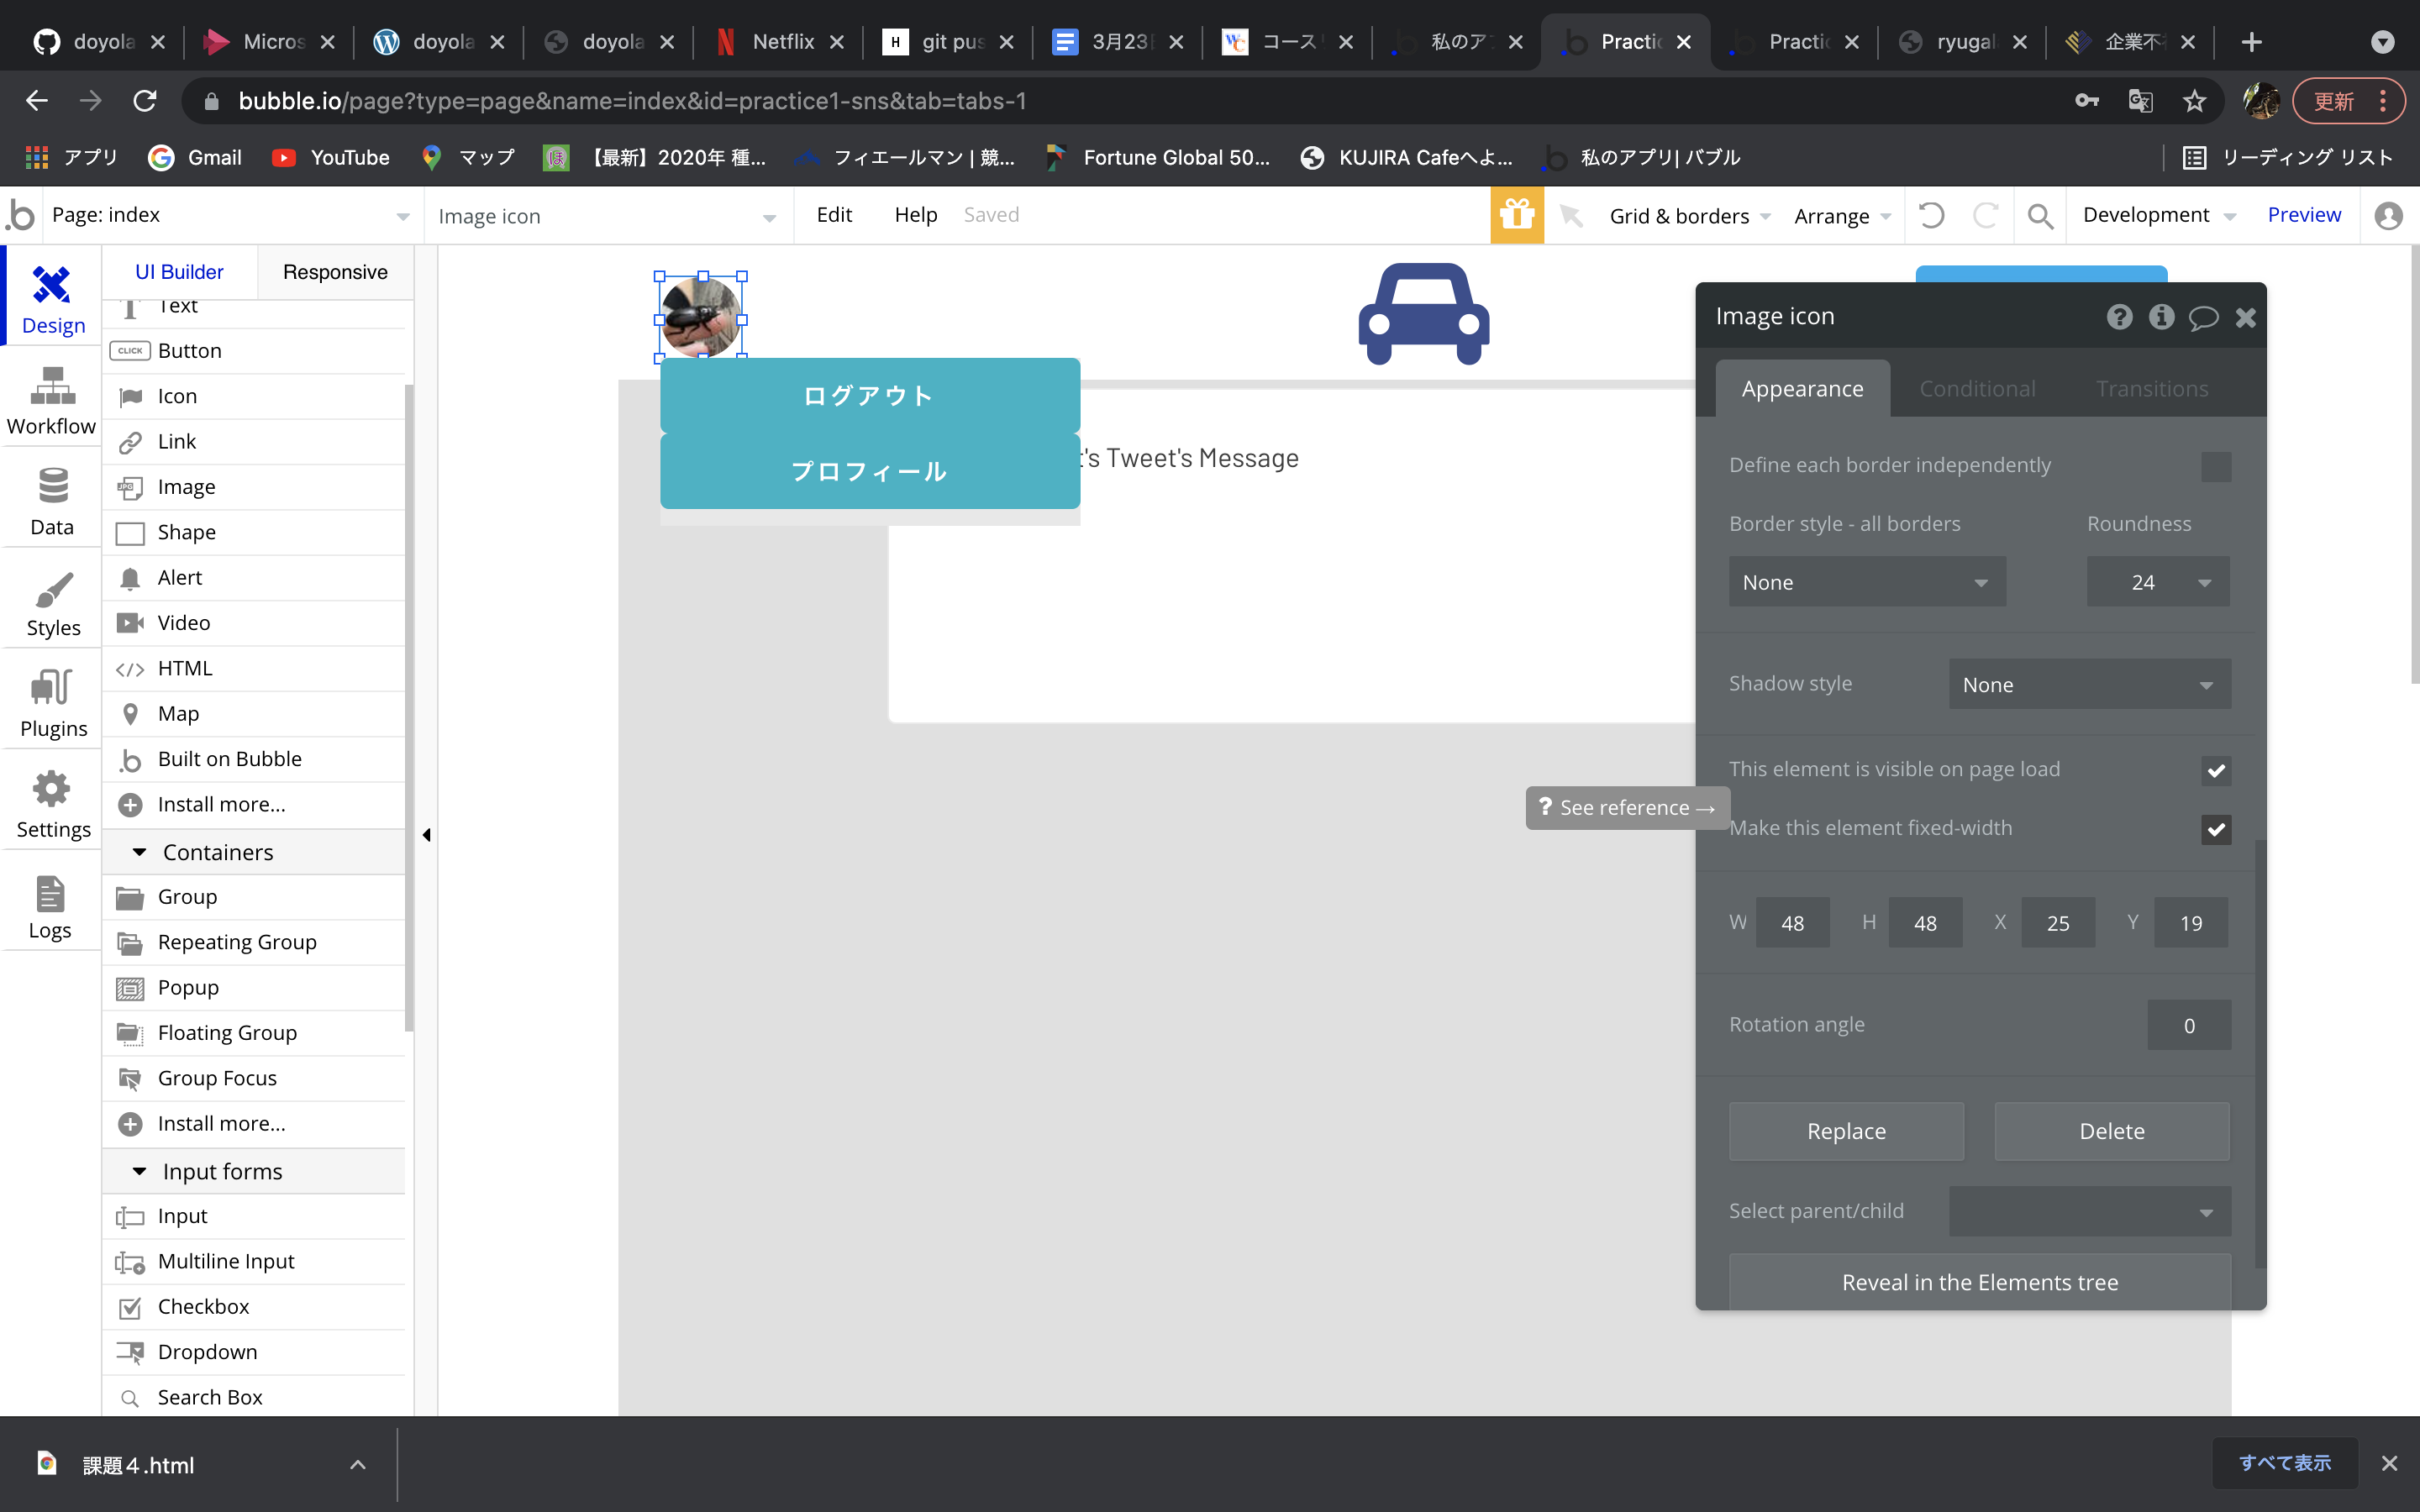 doyola
Micros
doyola
doyola
Netflix
git pus
3月23
コース
私のア
Practic
Practic
ryugal
企業不
bubble.io/page?type=page&name=index&id=practice1-sns&tab=tabs-1
更新
アプリ
Gmail
YouTube
マップ
【最新】2020年 種...
フィエールマン | 競...
Fortune Global 50...
KUJIRA Cafeへよ...
私のアプリ| バブル
リーディング リスト
Page: index
Image icon
Edit
Help
Saved
Grid & borders
Arrange
Development
Preview
Design
Workflow
Data
Styles
Plugins
Settings
Logs
UI Builder
Responsive
Text
CLICK Button
Icon
Link
Image
Shape
Alert
Video
HTML
Map
Built on Bubble
Install more...
Containers
Group
Repeating Group
Popup
Floating Group
Group Focus
Install more...
Input forms
Input
Multiline Input
Checkbox
Dropdown
Search Box
ログアウト
プロフィール
's Tweet's Message
? See reference →
Image icon
Appearance
Conditional
Transitions
Define each border independently
Border style - all borders
Roundness
None
24
Shadow style
None
This element is visible on page load
Make this element fixed-width
W 48 H 48 X 25 Y 19
Rotation angle
0
Replace
Delete
Select parent/child
Reveal in the Elements tree
課題４.html
すべて表示